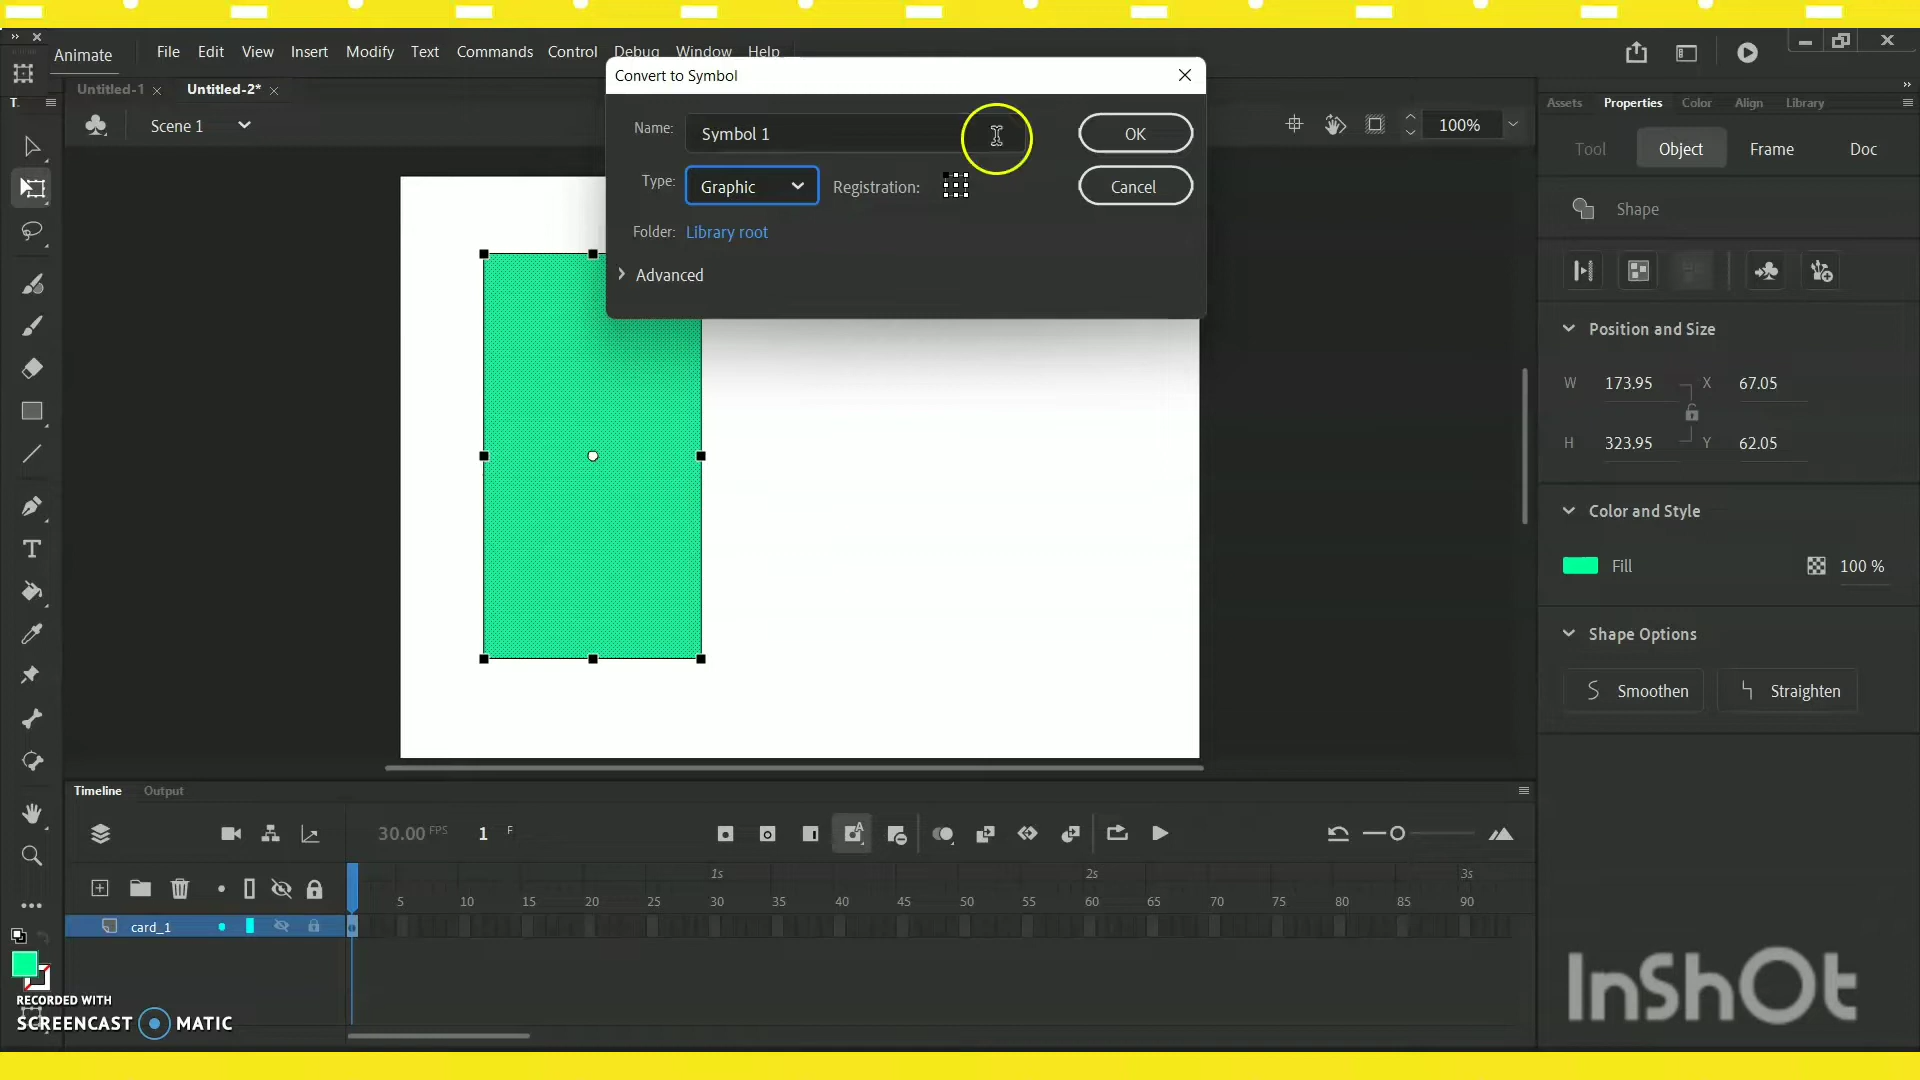 Animate
File Edit View Insert Modify Text Commands Control Debug Window Help
Untitled-1
Untitled-2*
Scene 1
100%
Convert to Symbol
Name: Symbol 1
OK
Type: Graphic
Registration:
Cancel
Folder: Library root
Advanced
T.
Assets Properties Color Align Library
Tool Object Frame Doc
Shape
Position and Size
W 173.95 X 67.05
H 323.95 Y 62.05
Color and Style
Fill 100 %
Shape Options
Smoothen Straighten
Timeline Output
30.00 FPS 1 F
1s 2s 3s
5 10 15 20 25 30 35 40 45 50 55 60 65 70 75 80 85 90
card_1
RECORDED WITH
SCREENCAST MATIC
InShOt